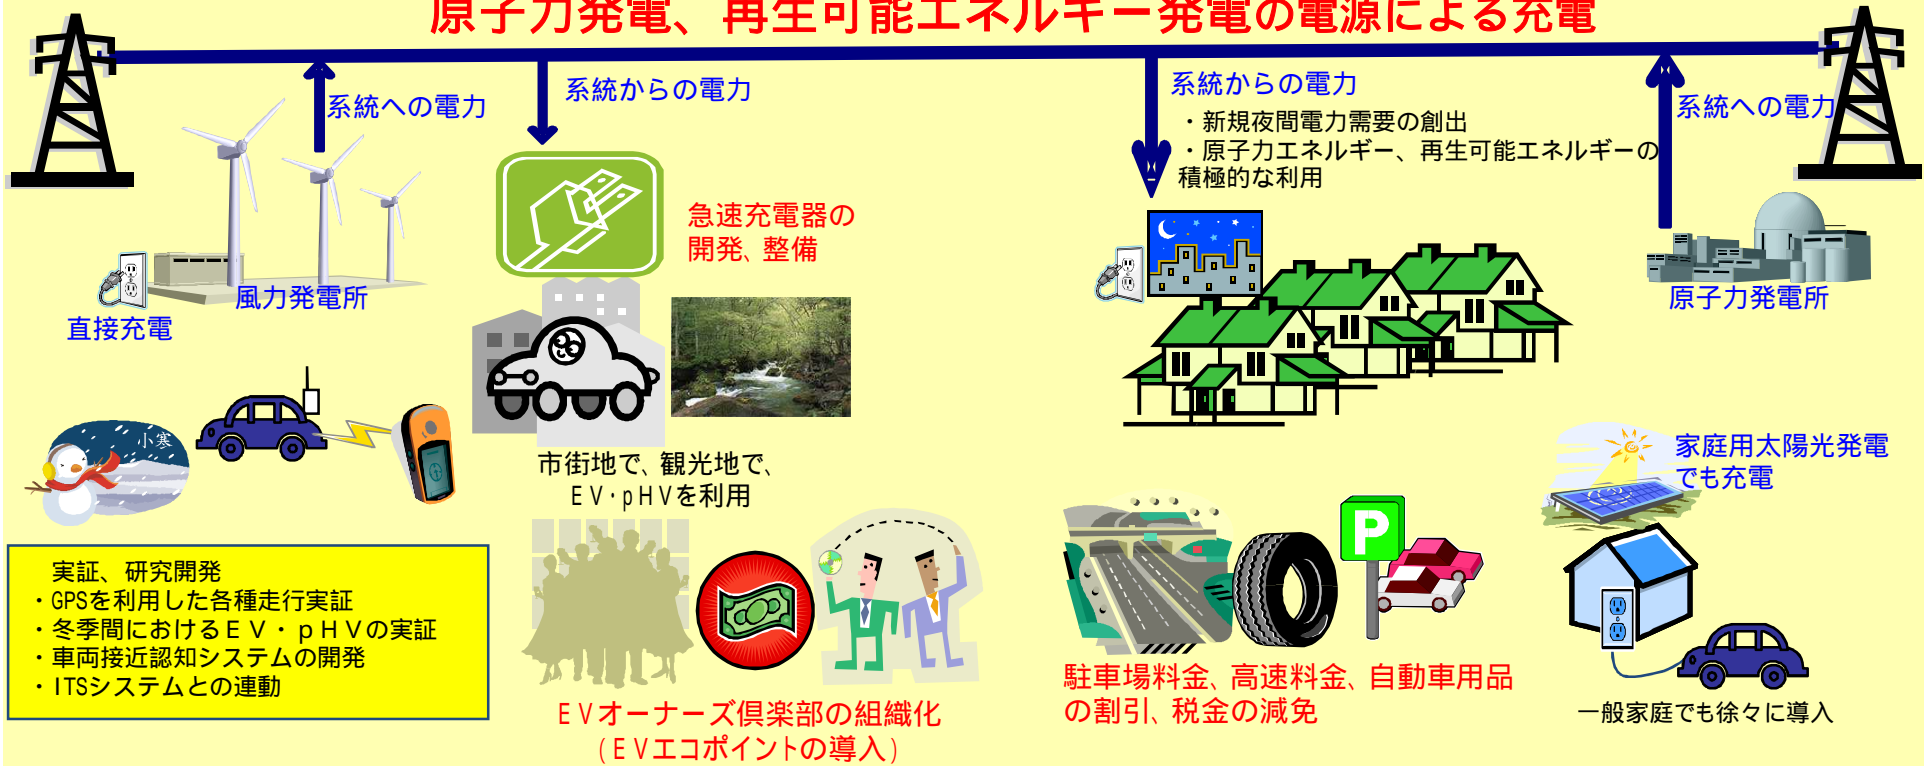 原子力発電、再生可能エネルギー発電の電源による充電
系統への電力
系統からの電力
系統からの電力
・新規夜間電力需要の創出
・原子力エネルギー、再生可能エネルギーの
積極的な利用
系統への電力
急速充電器の
開発、整備
直接充電
風力発電所
原子力発電所
小寒
市街地で、観光地で、
EV・pHVを利用
家庭用太陽光発電
でも充電
P
実証、研究開発
・GPSを利用した各種走行実証
・冬季間におけるEV・pHVの実証
・車両接近認知システムの開発
・ITSシステムとの連動
EVオーナーズ倶楽部の組織化
(EVエコポイントの導入)
駐車場料金、高速料金、自動車用品
の割引、税金の減免
一般家庭でも徐々に導入